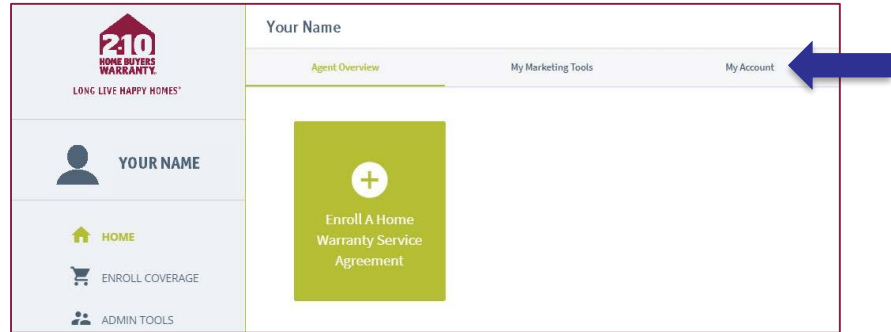 2-10
HOME BUYERS
WARRANTY.
LONG LIVE HAPPY HOMES®
YOUR NAME
HOME
ENROLL COVERAGE
ADMIN TOOLS
Your Name
Agent Overview
My Marketing Tools
My Account
Enroll A Home
Warranty Service
Agreement